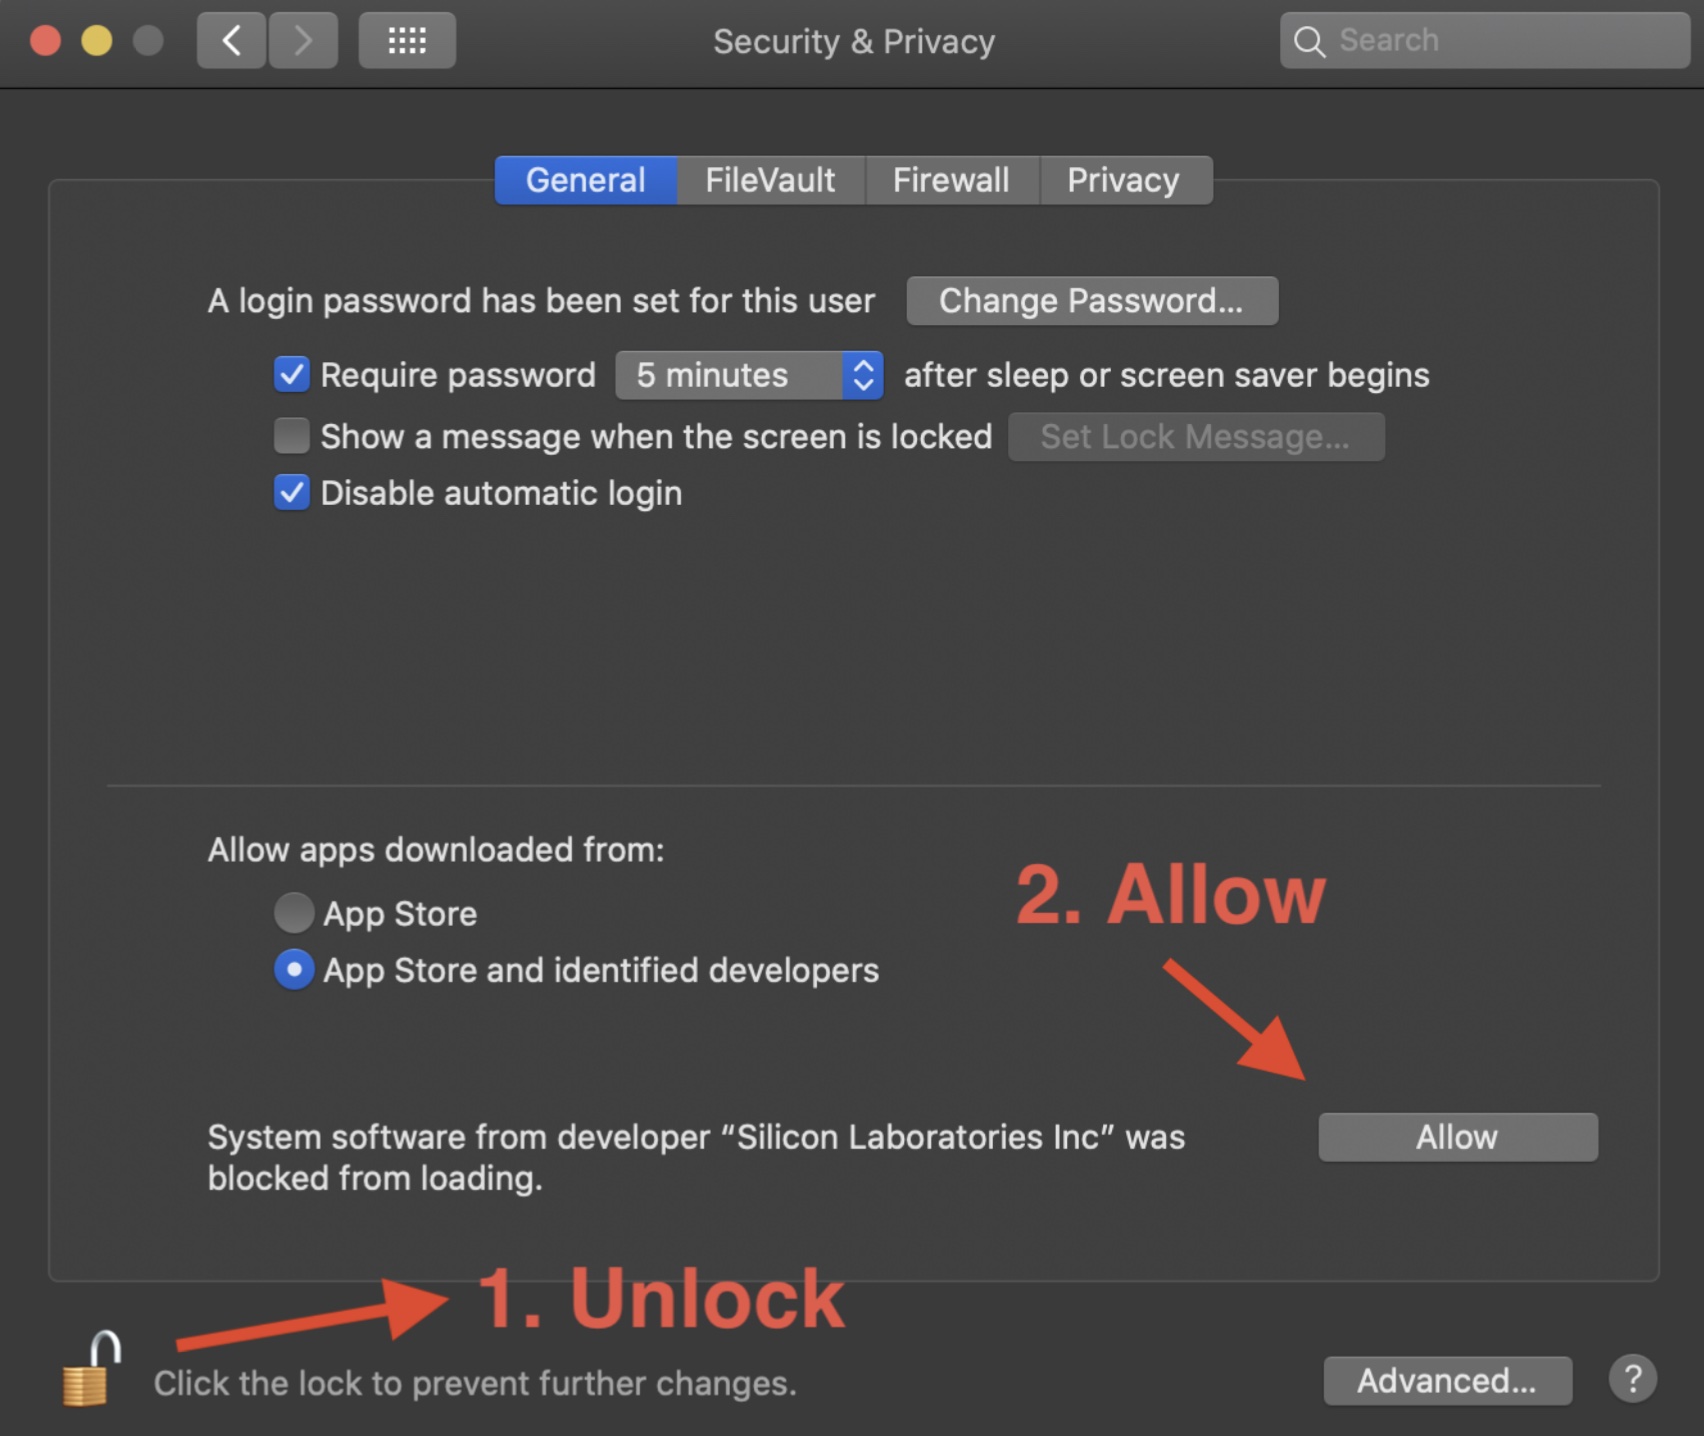 Security & Privacy
Search
General
FileVault
Firewall
Privacy
A login password has been set for this user
Change Password...
Require password
5 minutes
after sleep or screen saver begins
Show a message when the screen is locked
Set Lock Message...
Disable automatic login
Allow apps downloaded from:
App Store
App Store and identified developers
2. Allow
System software from developer “Silicon Laboratories Inc” was
blocked from loading.
Allow
1. Unlock
Click the lock to prevent further changes.
Advanced...
?